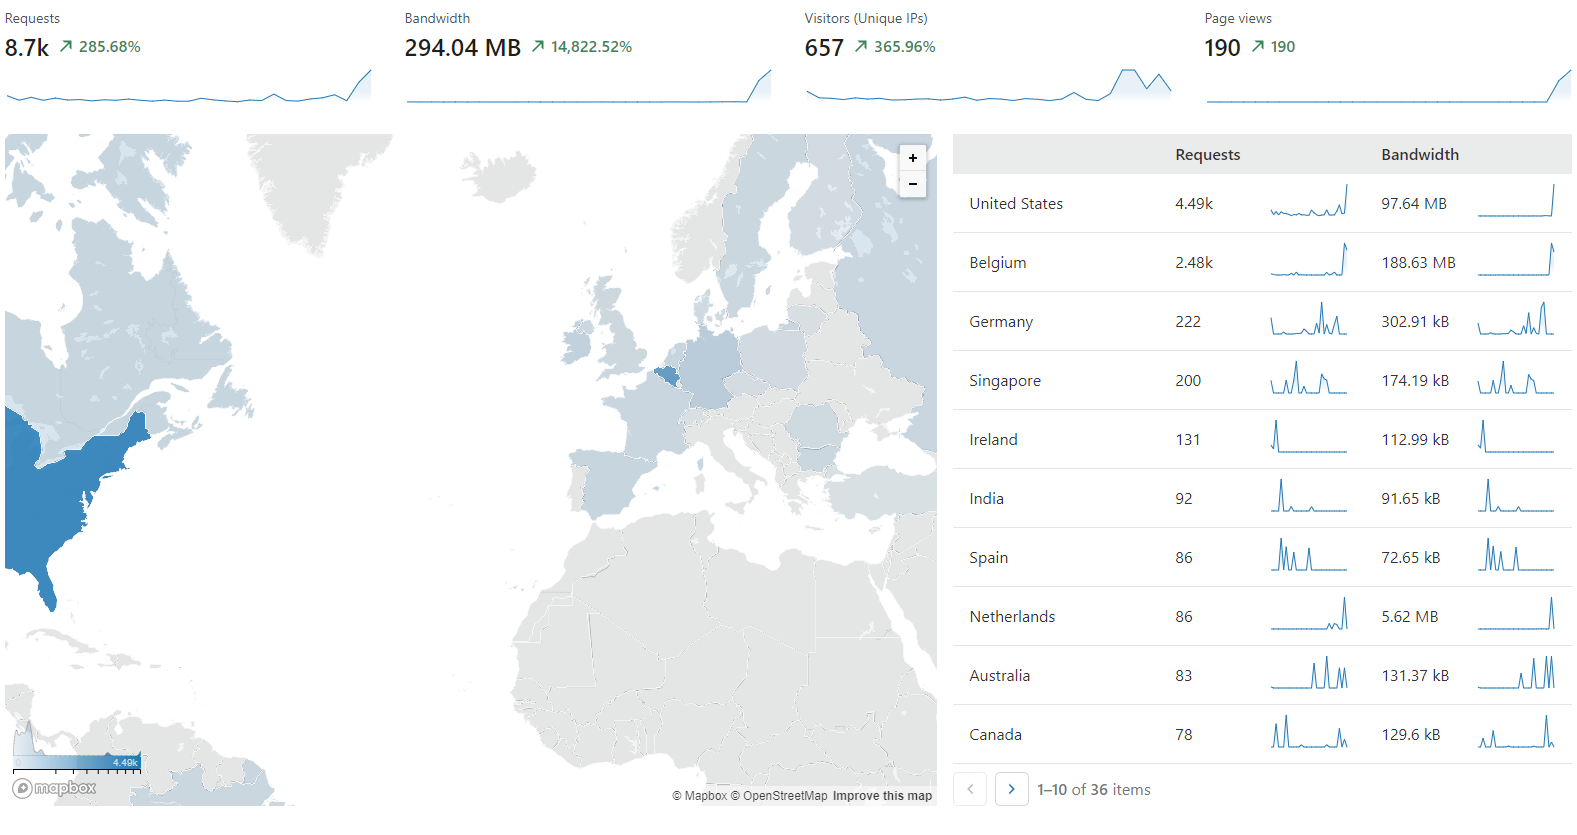 Requests
8.7k 285.68%
Bandwidth
294.04 MB 14,822.52%
Visitors (Unique IPs)
657 365.96%
Page views
190 190
+
−
0 4.49k
mapbox
© Mapbox © OpenStreetMap Improve this map
Requests Bandwidth
United States 4.49k 97.64 MB
Belgium 2.48k 188.63 MB
Germany 222 302.91 kB
Singapore 200 174.19 kB
Ireland 131 112.99 kB
India 92 91.65 kB
Spain 86 72.65 kB
Netherlands 86 5.62 MB
Australia 83 131.37 kB
Canada 78 129.6 kB
1–10 of 36 items